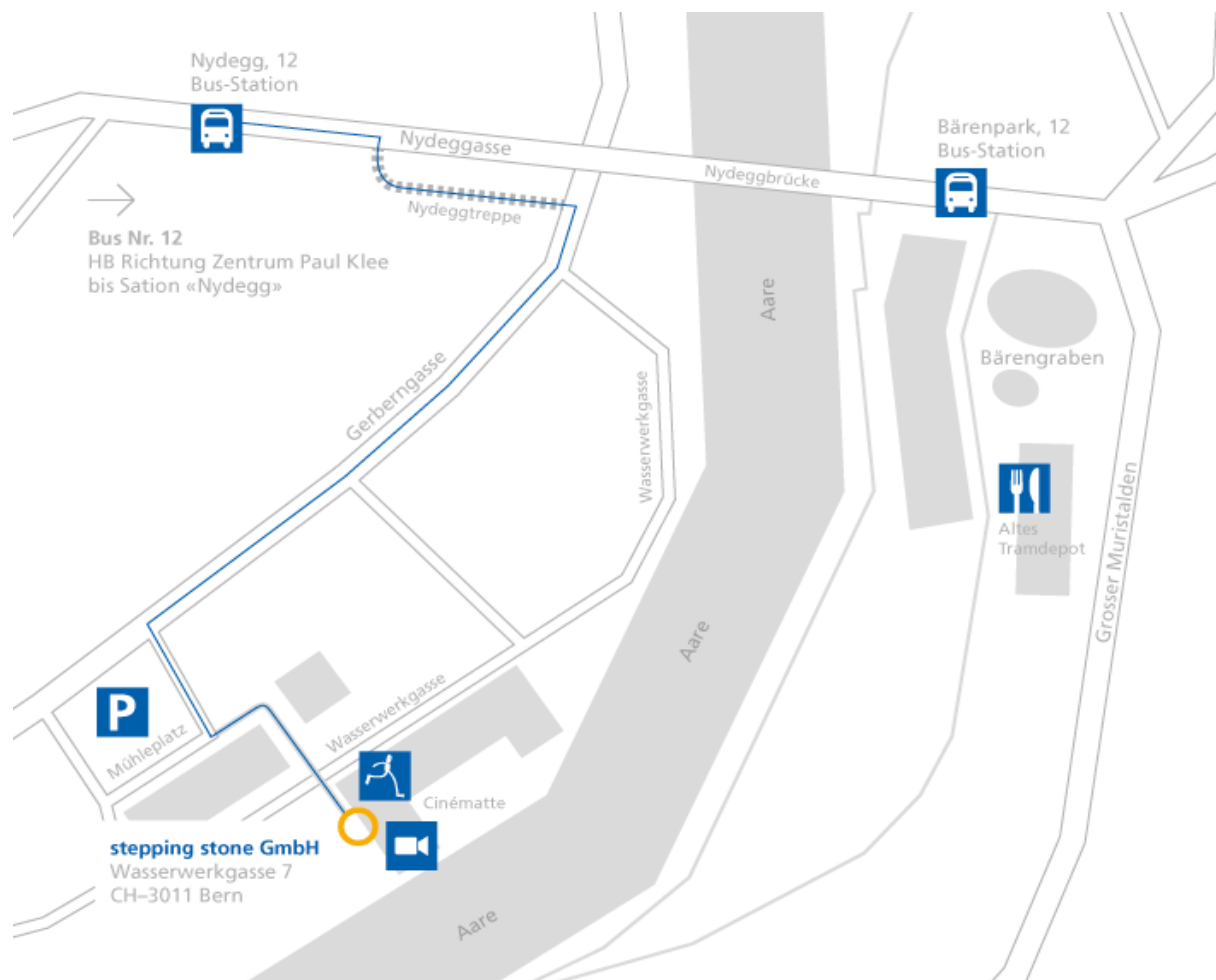 Nydegg, 12
Bus-Station
Nydeggasse
Bärenpark, 12
Bus-Station
Nydeggbrücke
Nydeggtreppe
Bus Nr. 12
HB Richtung Zentrum Paul Klee
bis Sation «Nydegg»
Aare
Bärengraben
Gerberngasse
Wasserwerkgasse
Altes
Tramdepot
Grosser Muristalden
Aare
P
Mühleplatz
Wasserwerkgasse
Cinématte
stepping stone GmbH
Wasserwerkgasse 7
CH–3011 Bern
Aare